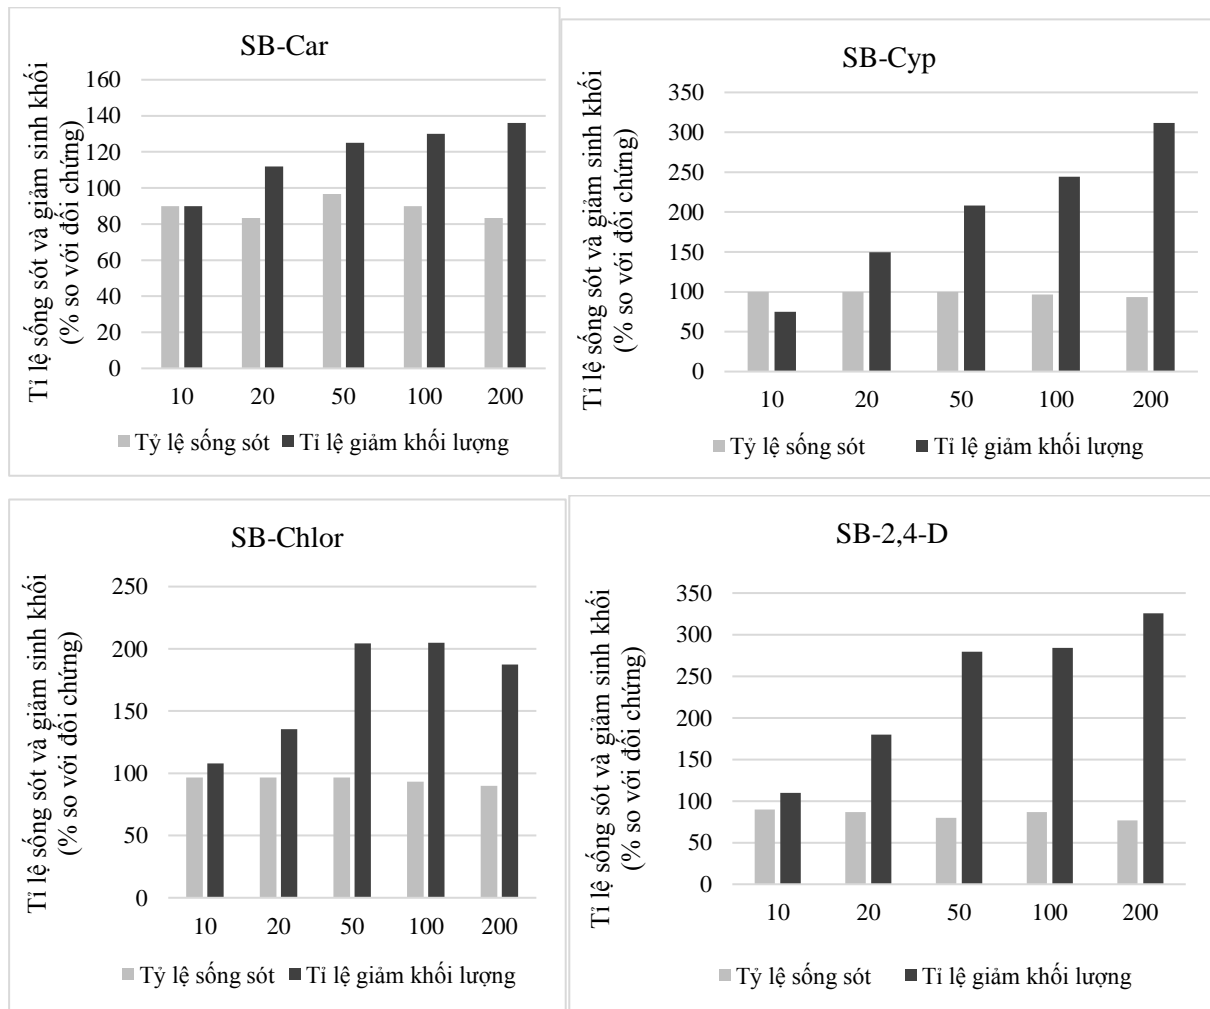 SB-Car
Tỉ lệ sống sót và giảm sinh khối
(% so với đối chứng)
160
140
120
100
80
60
40
20
0
10 20 50 100 200
Tỷ lệ sống sót Tỉ lệ giảm khối lượng
SB-Cyp
Tỉ lệ sống sót và giảm sinh khối
(% so với đối chứng)
350
300
250
200
150
100
50
0
10 20 50 100 200
Tỷ lệ sống sót Tỉ lệ giảm khối lượng
SB-Chlor
Tỉ lệ sống sót và giảm sinh khối
(% so với đối chứng)
250
200
150
100
50
0
10 20 50 100 200
Tỷ lệ sống sót Tỉ lệ giảm khối lượng
SB-2,4-D
Tỉ lệ sống sót và giảm sinh khối
(% so với đối chứng)
350
300
250
200
150
100
50
0
10 20 50 100 200
Tỷ lệ sống sót Tỉ lệ giảm khối lượng